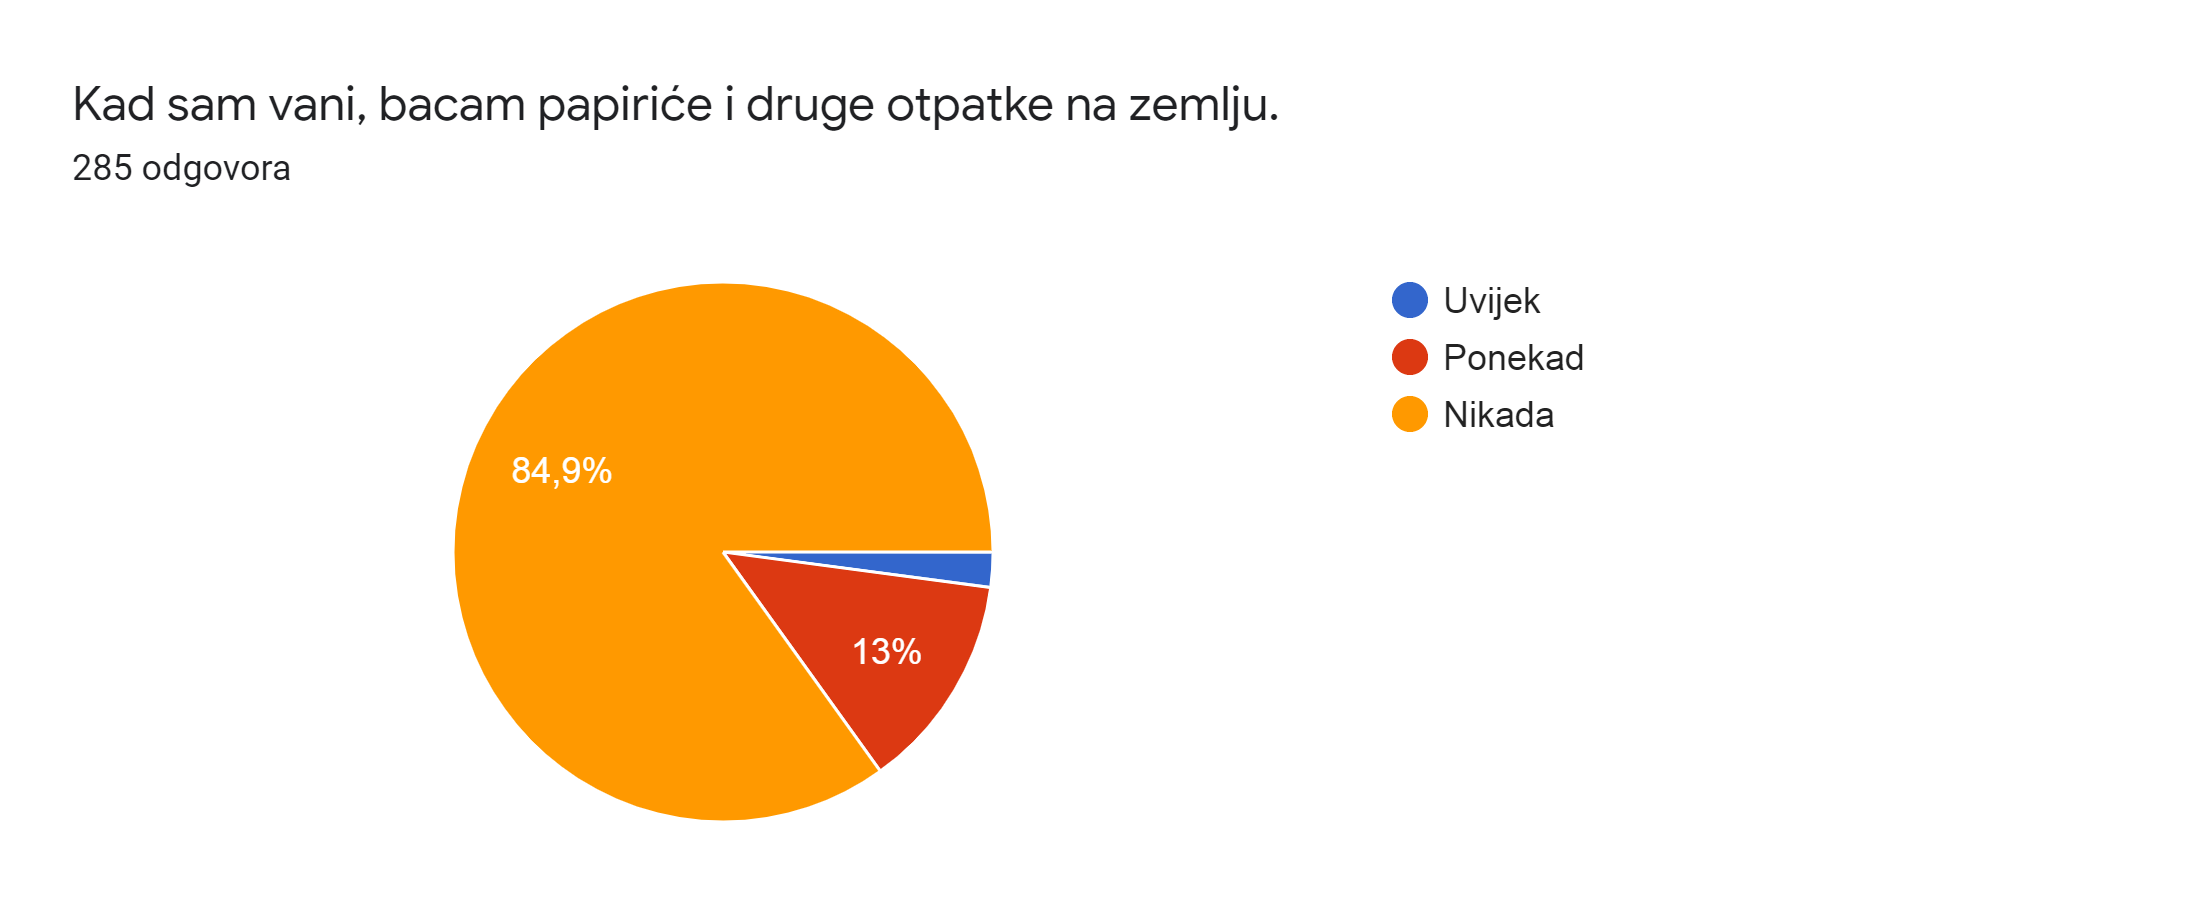 Kad sam vani, bacam papiriće i druge otpatke na zemlju.
285 odgovora
Uvijek
Ponekad
Nikada
84,9%
13%